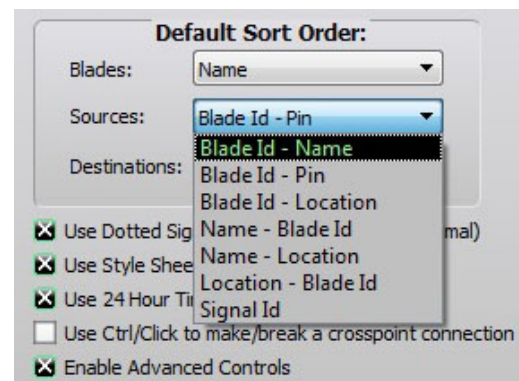 Default Sort Order:
Blades: Name
Sources: Blade Id - Pin
Blade Id - Name
Destinations: Blade Id - Pin
Blade Id - Location
Use Dotted Sig Name - Blade Id mal)
Use Style Shee Name - Location
Location - Blade Id
Use 24 Hour Ti Signal Id
Use Ctrl/Click to make/break a crosspoint connection
Enable Advanced Controls